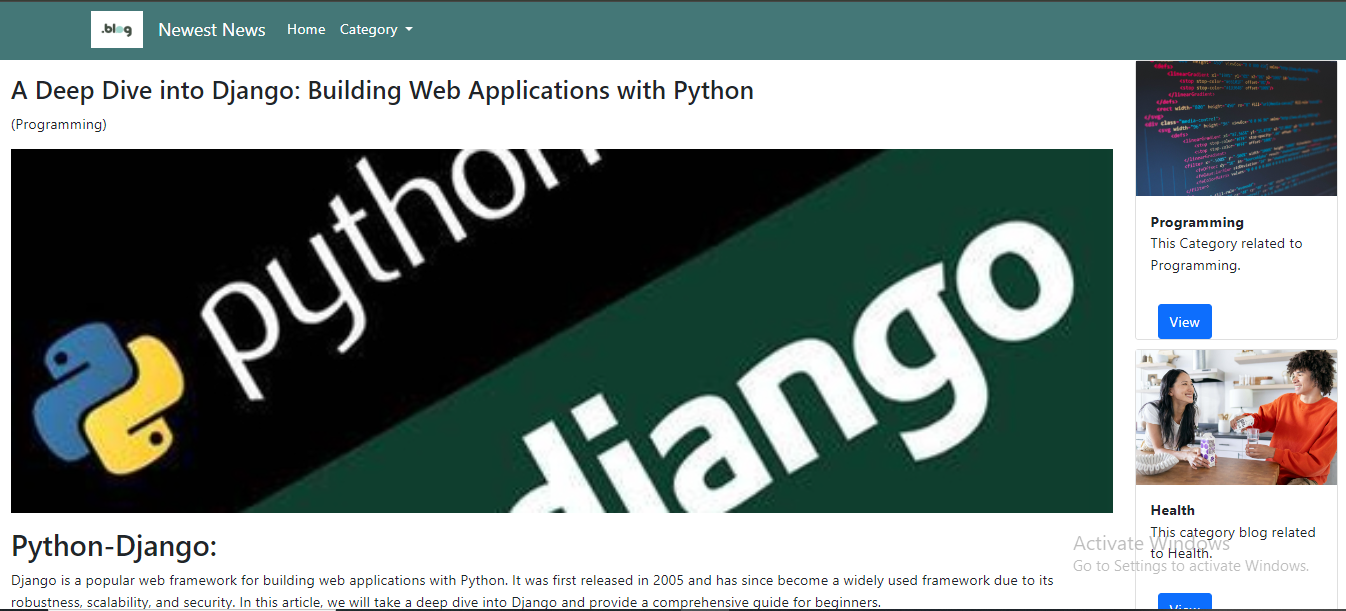 .blog
Newest News
Home
Category
A Deep Dive into Django: Building Web Applications with Python
(Programming)
python
django
Python-Django:
Django is a popular web framework for building web applications with Python. It was first released in 2005 and has since become a widely used framework due to its
robustness, scalability, and security. In this article, we will take a deep dive into Django and provide a comprehensive guide for beginners.
Programming
This Category related to
Programming.
View
Health
This category blog related
to Health.
View
Activate Windows
Go to Settings to activate Windows.